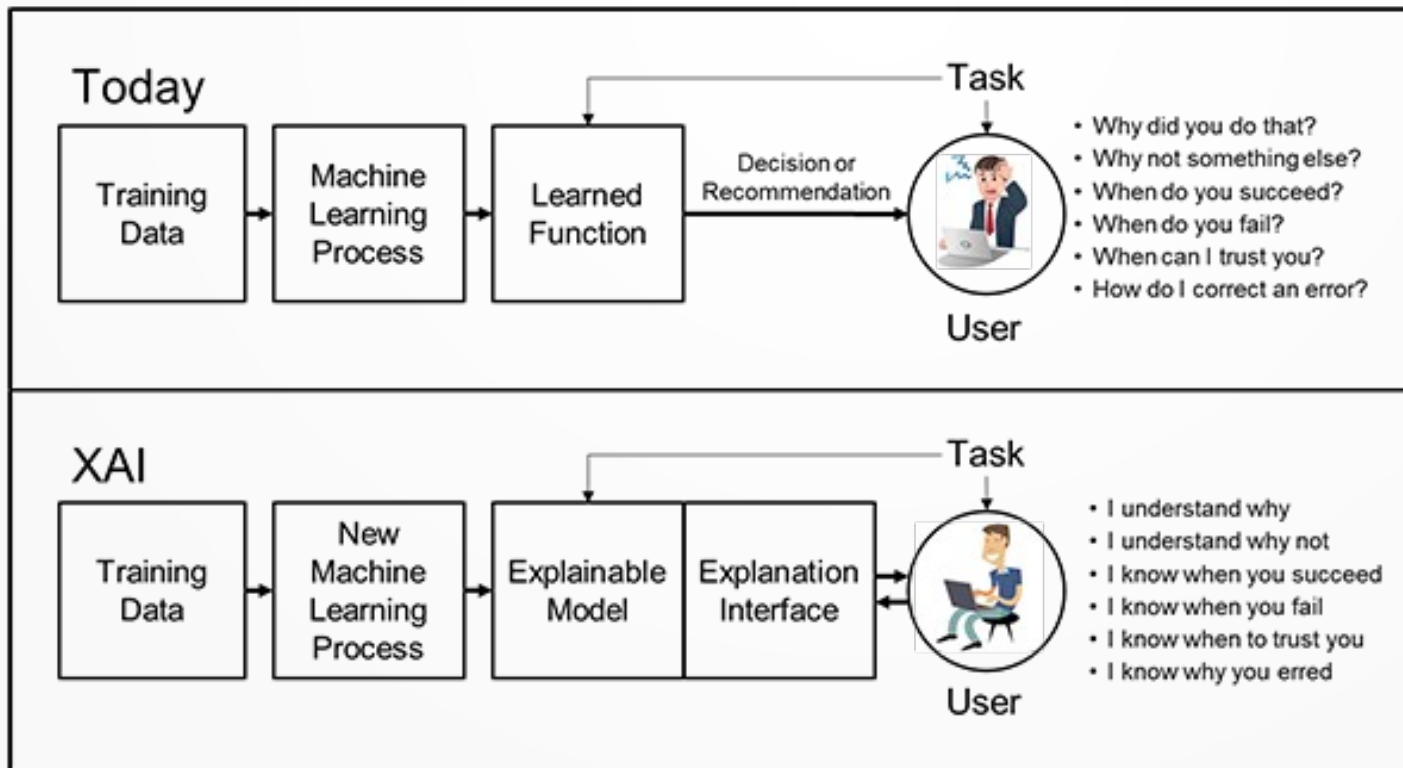 Today
Task
Training
Data
Machine
Learning
Process
Learned
Function
Decision or
Recommendation
User
• Why did you do that?
• Why not something else?
• When do you succeed?
• When do you fail?
• When can I trust you?
• How do I correct an error?
XAI
Task
Training
Data
New
Machine
Learning
Process
Explainable
Model
Explanation
Interface
User
• I understand why
• I understand why not
• I know when you succeed
• I know when you fail
• I know when to trust you
• I know why you erred